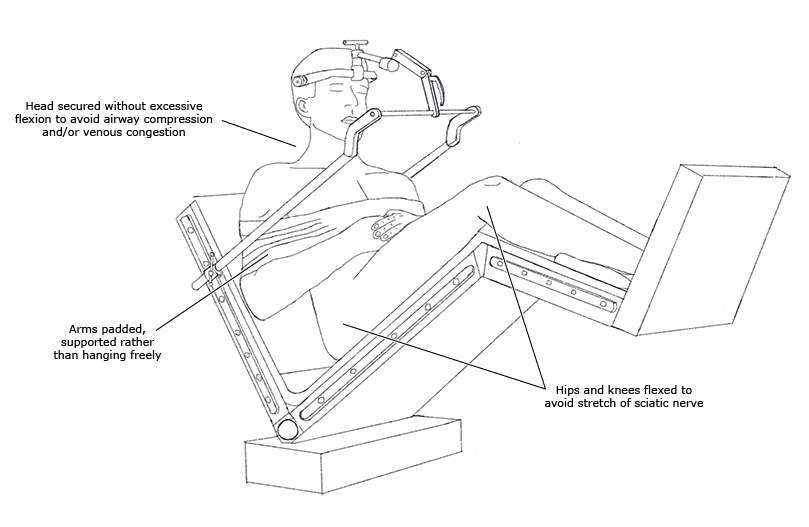 Head secured without excessive
flexion to avoid airway compression
and/or venous congestion
Arms padded,
supported rather
than hanging freely
Hips and knees flexed to
avoid stretch of sciatic nerve